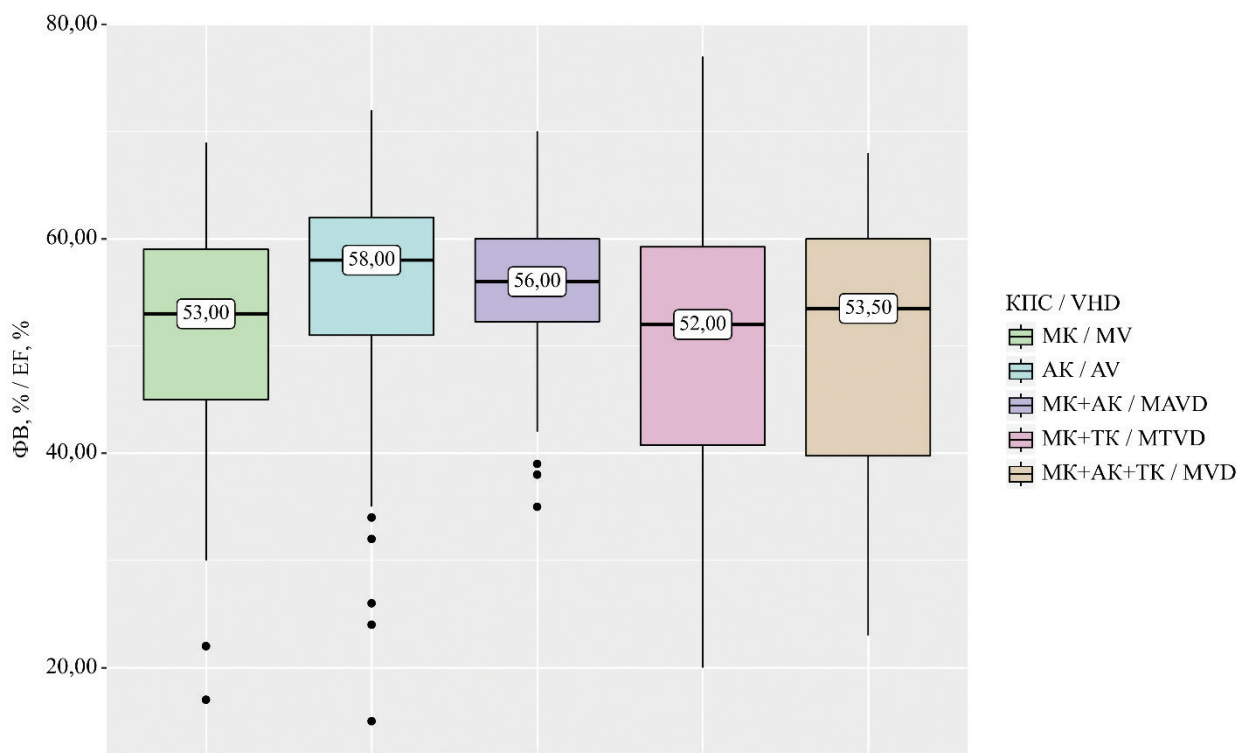 80,00
60,00
40,00
20,00
ФВ, % / EF, %
53,00
58,00
56,00
52,00
53,50
КПС / VHD
МК / MV
АК / AV
МК+АК / MAVD
МК+ТК / MTVD
МК+АК+ТК / MVD